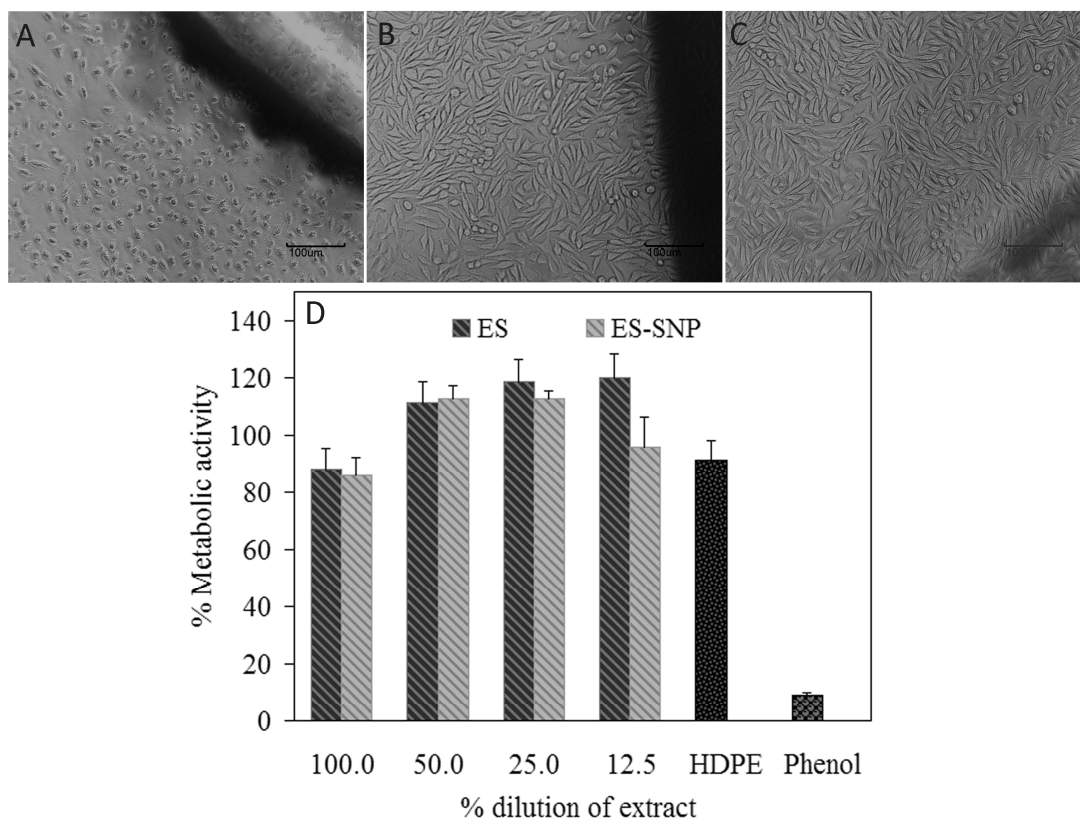 A
B
C
100um
100um
100um
D
ES
ES-SNP
140
120
100
80
60
40
20
0
% Metabolic activity
100.0
50.0
25.0
12.5
HDPE
Phenol
% dilution of extract